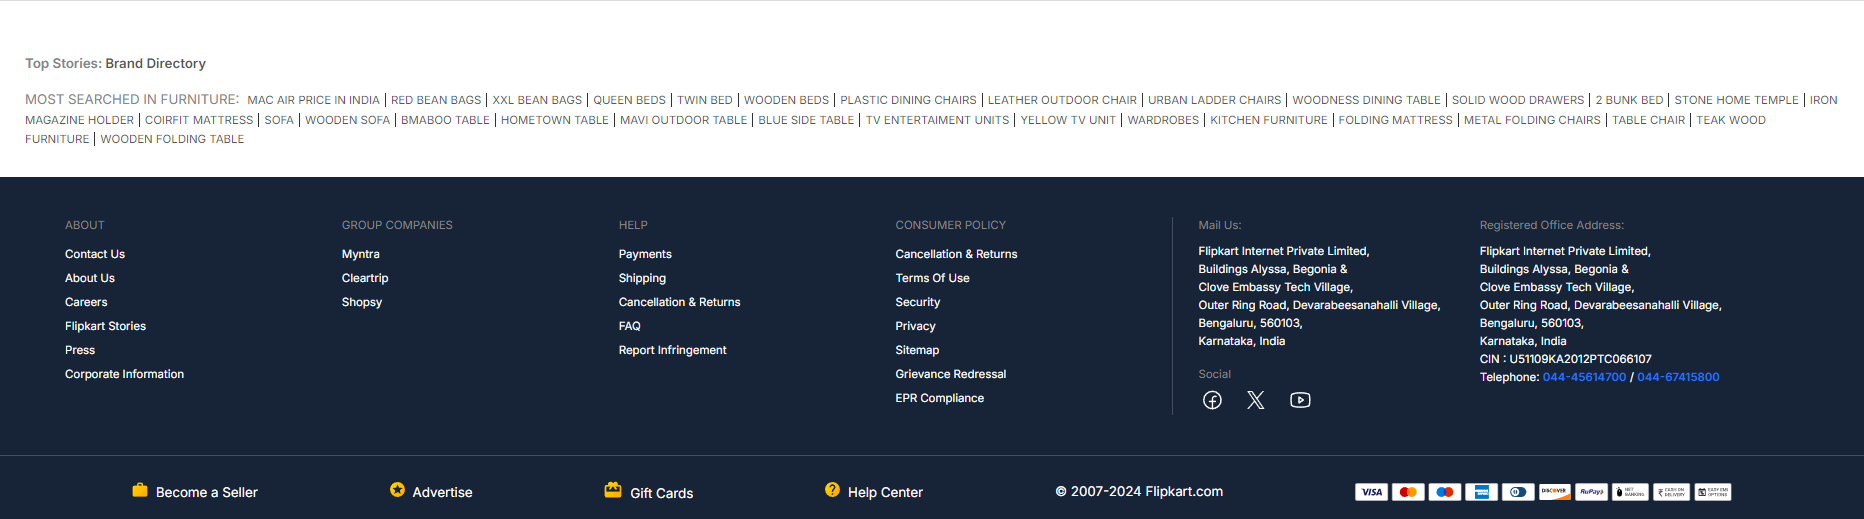 Top Stories: Brand Directory
MOST SEARCHED IN FURNITURE: MAC AIR PRICE IN INDIA | RED BEAN BAGS | XXL BEAN BAGS | QUEEN BEDS | TWIN BED | WOODEN BEDS | PLASTIC DINING CHAIRS | LEATHER OUTDOOR CHAIR | URBAN LADDER CHAIRS | WOODNESS DINING TABLE | SOLID WOOD DRAWERS | 2 BUNK BED | STONE HOME TEMPLE | IRON
MAGAZINE HOLDER | COIRFIT MATTRESS | SOFA | WOODEN SOFA | BMABOO TABLE | HOMETOWN TABLE | MAVI OUTDOOR TABLE | BLUE SIDE TABLE | TV ENTERTAIMENT UNITS | YELLOW TV UNIT | WARDROBES | KITCHEN FURNITURE | FOLDING MATTRESS | METAL FOLDING CHAIRS | TABLE CHAIR | TEAK WOOD
FURNITURE | WOODEN FOLDING TABLE
ABOUT
Contact Us
About Us
Careers
Flipkart Stories
Press
Corporate Information
GROUP COMPANIES
Myntra
Cleartrip
Shopsy
HELP
Payments
Shipping
Cancellation & Returns
FAQ
Report Infringement
CONSUMER POLICY
Cancellation & Returns
Terms Of Use
Security
Privacy
Sitemap
Grievance Redressal
EPR Compliance
Mail Us:
Flipkart Internet Private Limited,
Buildings Alyssa, Begonia &
Clove Embassy Tech Village,
Outer Ring Road, Devarabeesanahalli Village,
Bengaluru, 560103,
Karnataka, India
Social
Registered Office Address:
Flipkart Internet Private Limited,
Buildings Alyssa, Begonia &
Clove Embassy Tech Village,
Outer Ring Road, Devarabeesanahalli Village,
Bengaluru, 560103,
Karnataka, India
CIN : U51109KA2012PTC066107
Telephone: 044-45614700 / 044-67415800
Become a Seller
Advertise
Gift Cards
Help Center
© 2007-2024 Flipkart.com
VISA
DISCOVER
RuPay
NET BANKING
CASH ON DELIVERY
EASY EMI OPTIONS